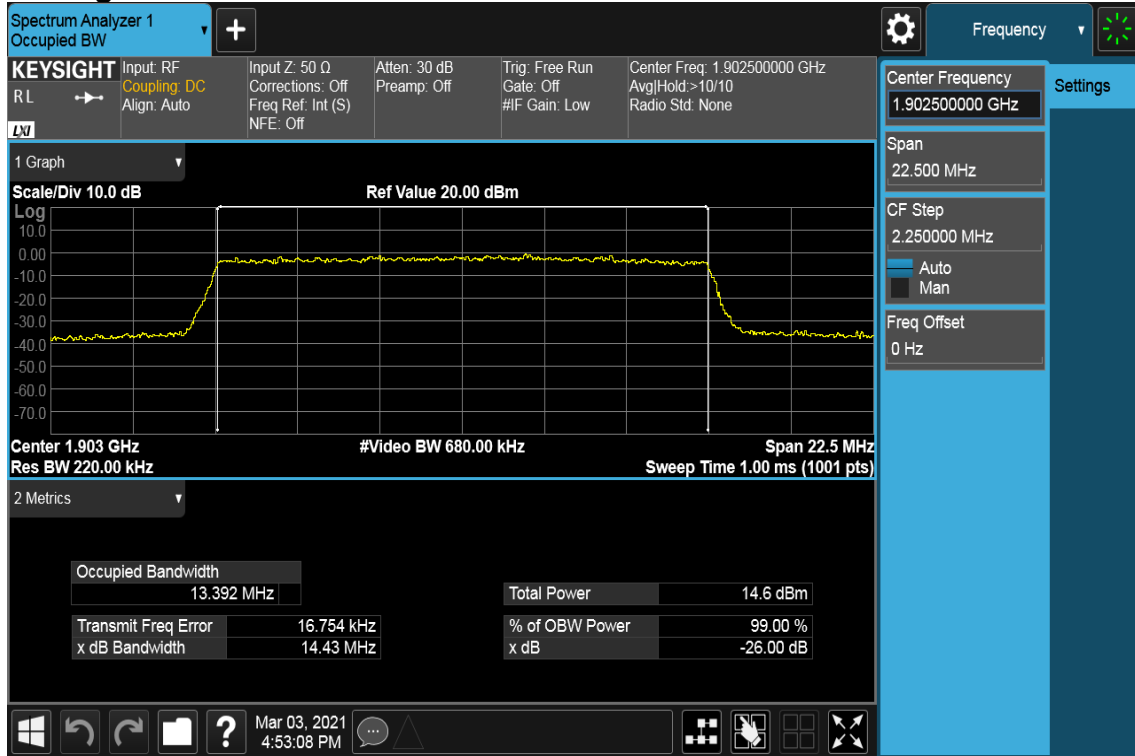 Spectrum Analyzer 1
Occupied BW
+
Frequency
KEYSIGHT
RL
LXI
Input: RF
Coupling: DC
Align: Auto
Input Z: 50 Ω
Corrections: Off
Freq Ref: Int (S)
NFE: Off
Atten: 30 dB
Preamp: Off
Trig: Free Run
Gate: Off
#IF Gain: Low
Center Freq: 1.902500000 GHz
Avg|Hold:>10/10
Radio Std: None
Center Frequency
1.902500000 GHz
Settings
Span
22.500 MHz
CF Step
2.250000 MHz
Auto
Man
Freq Offset
0 Hz
1 Graph
Scale/Div 10.0 dB
Ref Value 20.00 dBm
Log
10.0
0.00
-10.0
-20.0
-30.0
-40.0
-50.0
-60.0
-70.0
Center 1.903 GHz
#Video BW 680.00 kHz
Span 22.5 MHz
Res BW 220.00 kHz
Sweep Time 1.00 ms (1001 pts)
2 Metrics
Occupied Bandwidth
13.392 MHz
Total Power 14.6 dBm
Transmit Freq Error 16.754 kHz
% of OBW Power 99.00 %
x dB Bandwidth 14.43 MHz
x dB -26.00 dB
?
Mar 03, 2021
4:53:08 PM